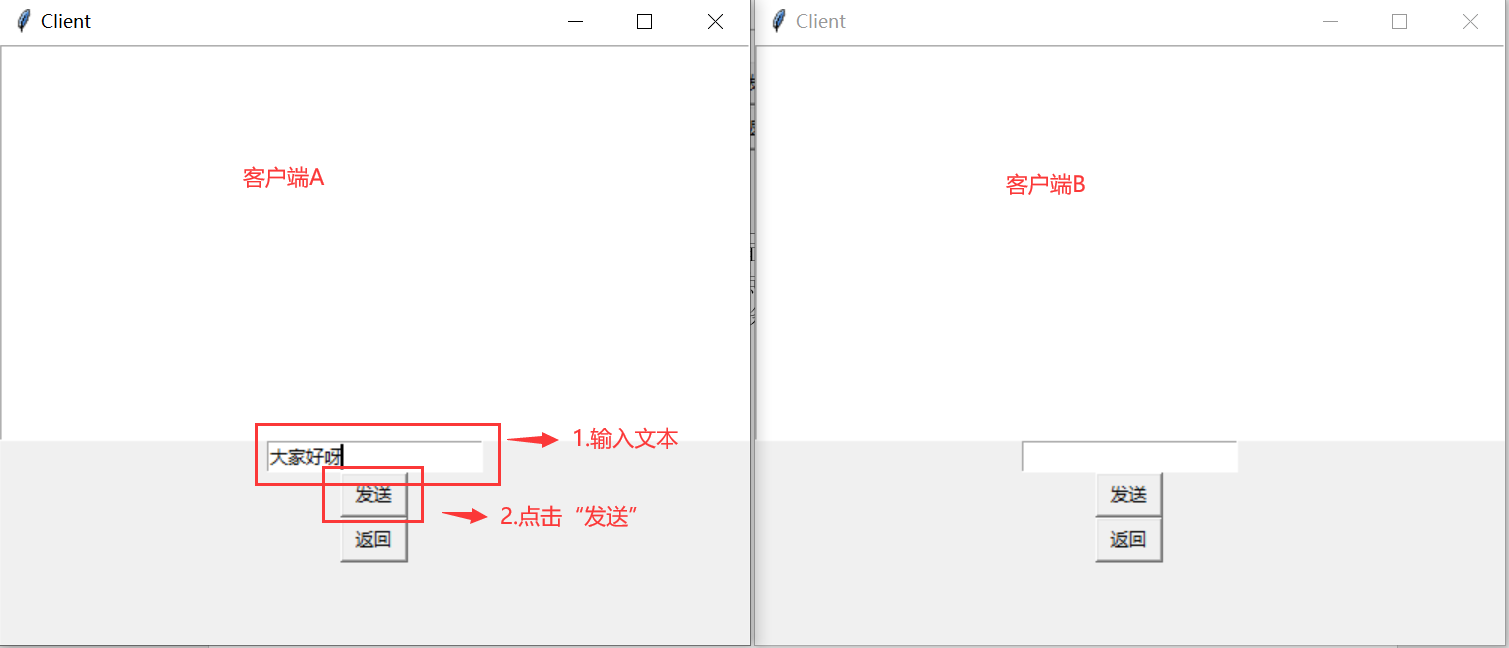 Client
Client
客户端A
客户端B
1.输入文本
大家好呀
发送
2.点击“发送”
返回
发送
返回